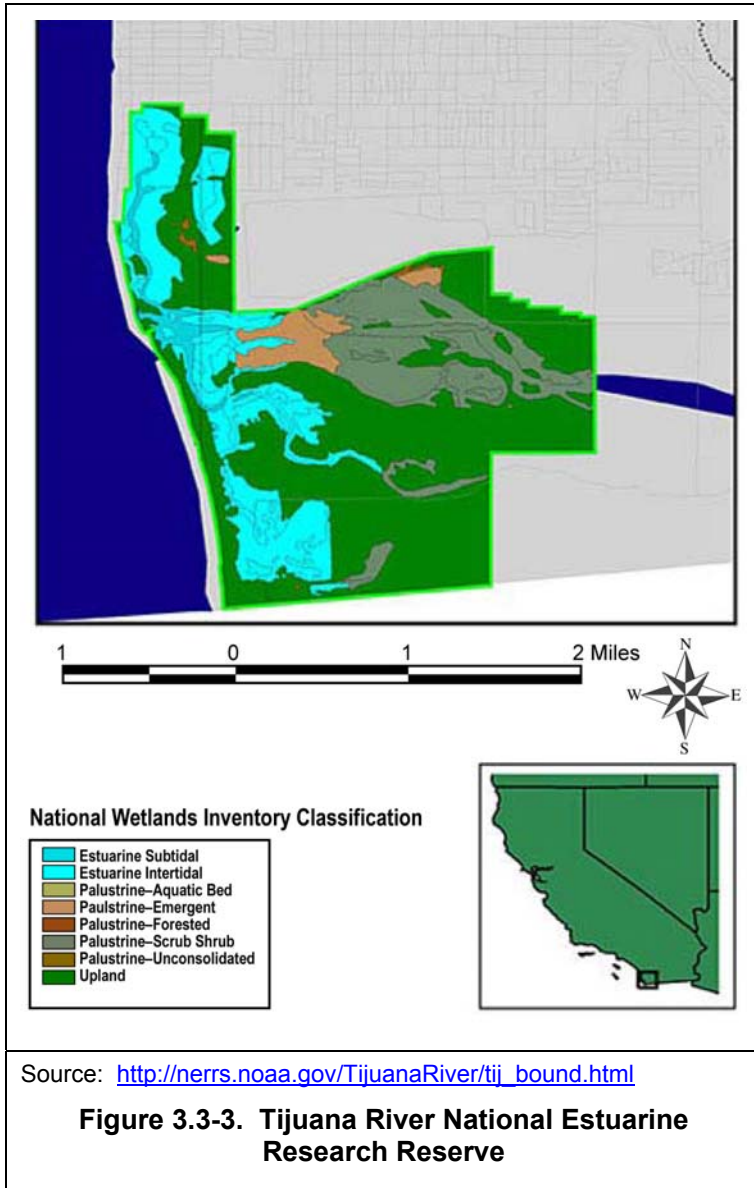 1 0 1 2 Miles
N
W E
S
National Wetlands Inventory Classification
Estuarine Subtidal
Estuarine Intertidal
Palustrine–Aquatic Bed
Paulstrine–Emergent
Palustrine–Forested
Palustrine–Scrub Shrub
Palustrine–Unconsolidated
Upland
Source: http://nerrs.noaa.gov/TijuanaRiver/tij_bound.html
Figure 3.3-3. Tijuana River National Estuarine
Research Reserve